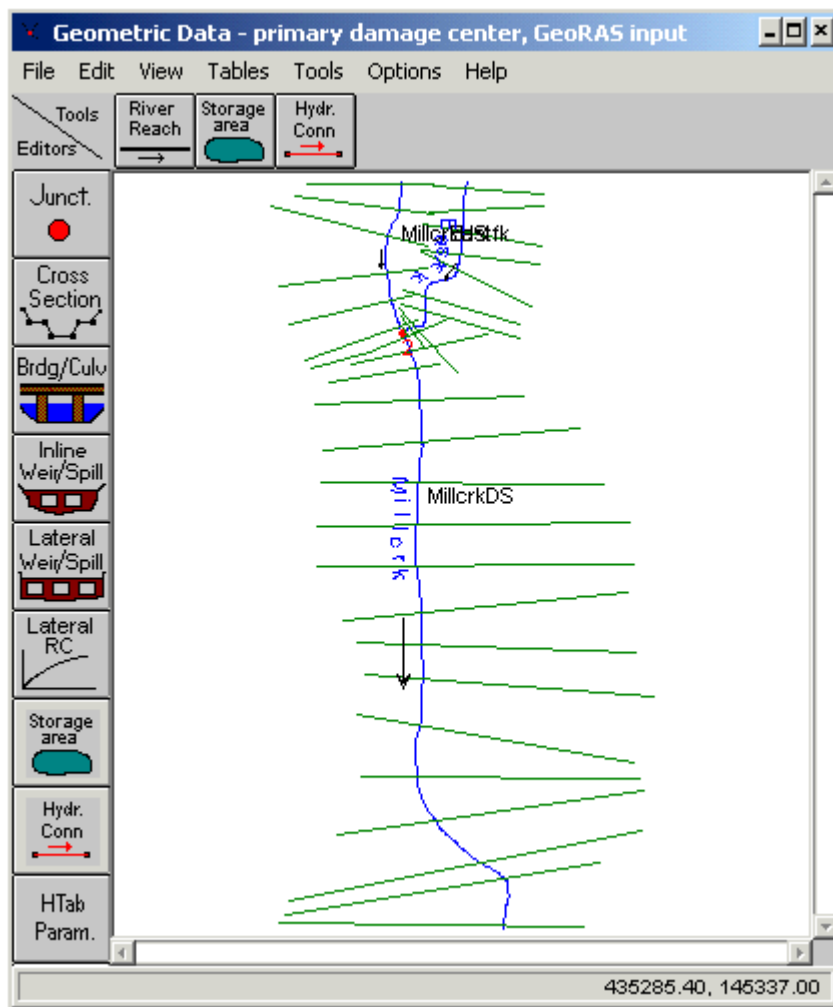 Geometric Data - primary damage center, GeoRAS input
File Edit View Tables Tools Options Help
Tools
Editors
River
Reach
Storage
area
Hydr.
Conn
Junct.
Cross
Section
Brdg/Culv
Inline
Weir/Spill
Lateral
Weir/Spill
Lateral
RC
Storage
area
Hydr.
Conn
HTab
Param.
MillcrkDS
Millcrk
435285.40, 145337.00